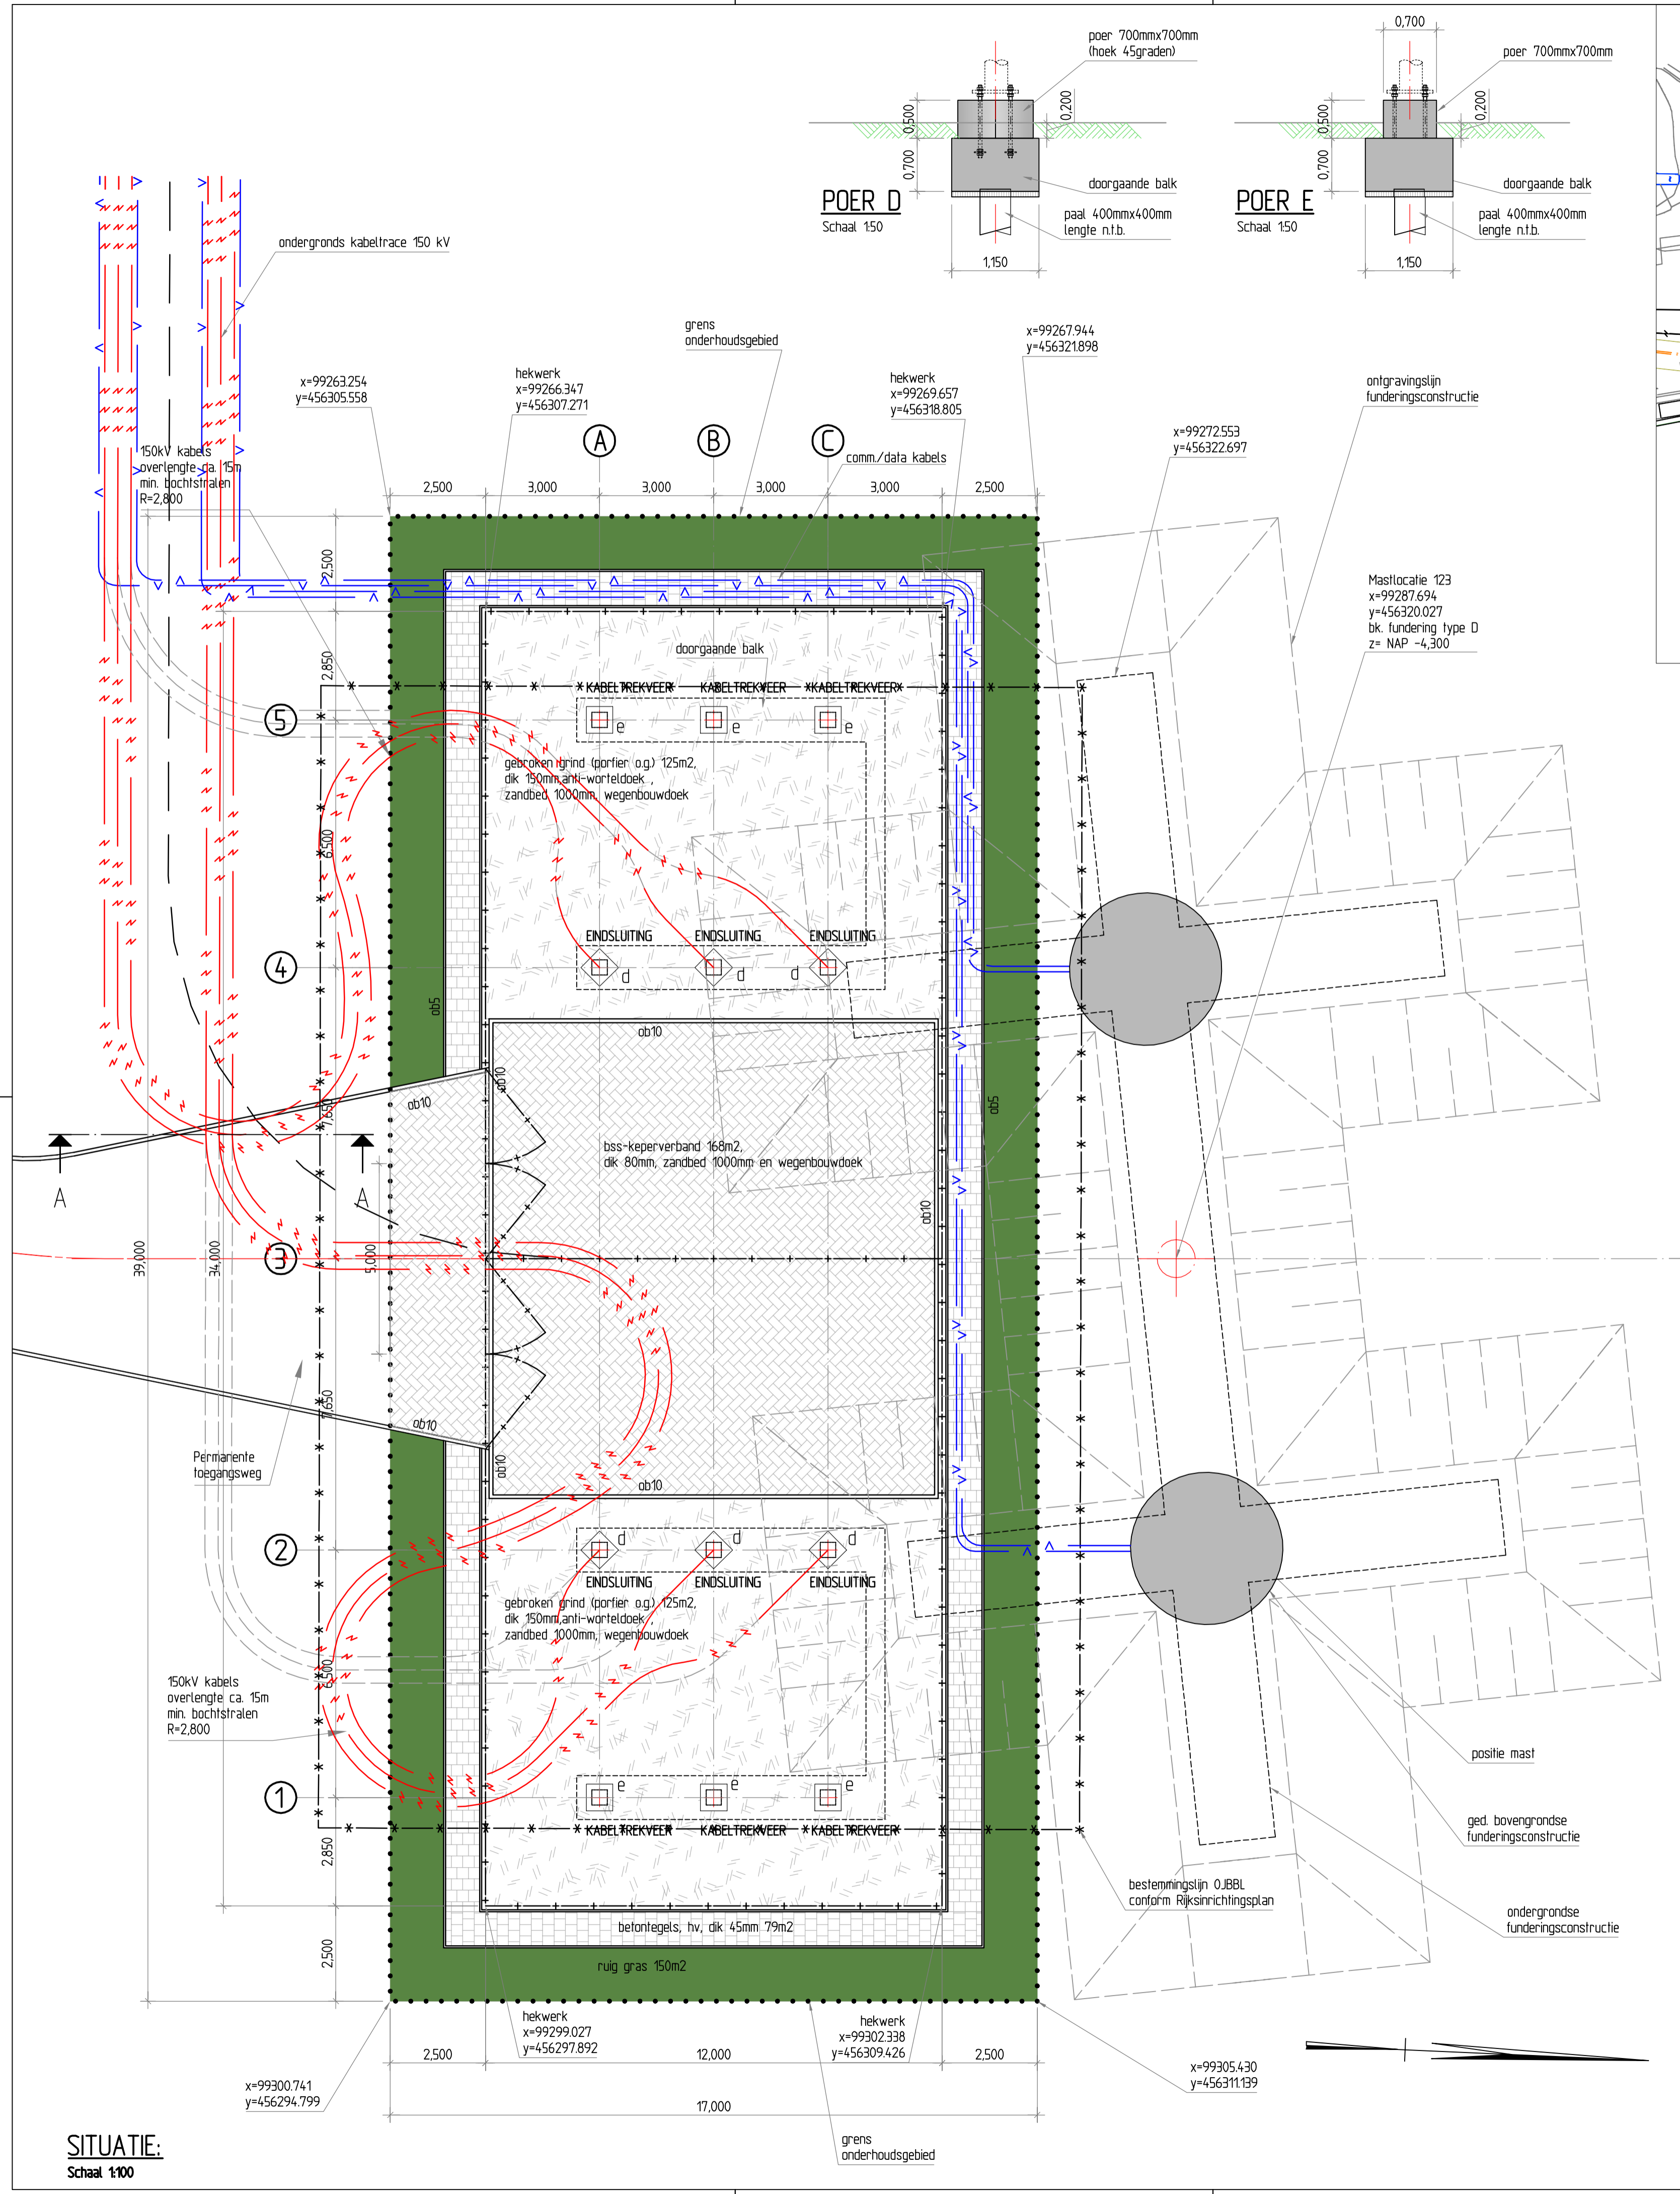 poer 700mmx700mm
(hoek 45graden)
0,500
0,200
0,700
POER D
Schaal 1:50
doorgaande balk
paal 400mmx400mm
lengte n.t.b.
1,150
0,700
poer 700mmx700mm
0,500
0,200
0,700
POER E
Schaal 1:50
doorgaande balk
paal 400mmx400mm
lengte n.t.b.
1,150
ondergronds kabeltrace 150 kV
grens
onderhoudsgebied
x=99267.944
y=456321.898
x=99263.254
y=456305.558
hekwerk
x=99266.347
y=456307.271
hekwerk
x=99269.657
y=456318.805
ontgravingslijn
funderingsconstructie
x=99272.553
y=456322.697
A
B
C
comm./data kabels
150kV kabels
overlengte ca. 15m
min. bochtstralen
R=2,800
2,500
3,000
3,000
3,000
3,000
2,500
2,500
Mastlocatie 123
x=99287.694
y=456320.027
bk. fundering type D
z= NAP -4,300
2,850
doorgaande balk
KABELTREKVEER
KABELTREKVEER
KABELTREKVEER
5
e
e
e
gebroken grind (porfier o.g.) 125m2,
dik 150mm,anti-worteldoek ,
zandbed 1000mm, wegenbouwdoek
6,500
EINDSLUITING
EINDSLUITING
EINDSLUITING
4
d
d
d
ob5
ob10
ob10
ob10
ob5
7,650
A
A
bss-keperverband 168m2,
dik 80mm, zandbed 1000mm en wegenbouwdoek
ob10
39,000
34,000
3
5,000
7,650
ob10
Permanente
toegangsweg
ob10
ob10
2
d
d
d
EINDSLUITING
EINDSLUITING
EINDSLUITING
gebroken grind (porfier o.g.) 125m2,
dik 150mm,anti-worteldoek ,
zandbed 1000mm, wegenbouwdoek
6,500
150kV kabels
overlengte ca. 15m
min. bochtstralen
R=2,800
positie mast
1
e
e
e
KABELTREKVEER
KABELTREKVEER
KABELTREKVEER
ged. bovengrondse
funderingsconstructie
2,850
bestemmingslijn OJBBL
conform Rijksinrichtingsplan
ondergrondse
funderingsconstructie
betontegels, hv, dik 45mm 79m2
2,500
ruig gras 150m2
hekwerk
x=99299.027
y=456297.892
hekwerk
x=99302.338
y=456309.426
2,500
12,000
2,500
x=99305.430
y=456311.139
x=99300.741
y=456294.799
17,000
grens
onderhoudsgebied
SITUATIE:
Schaal 1:100